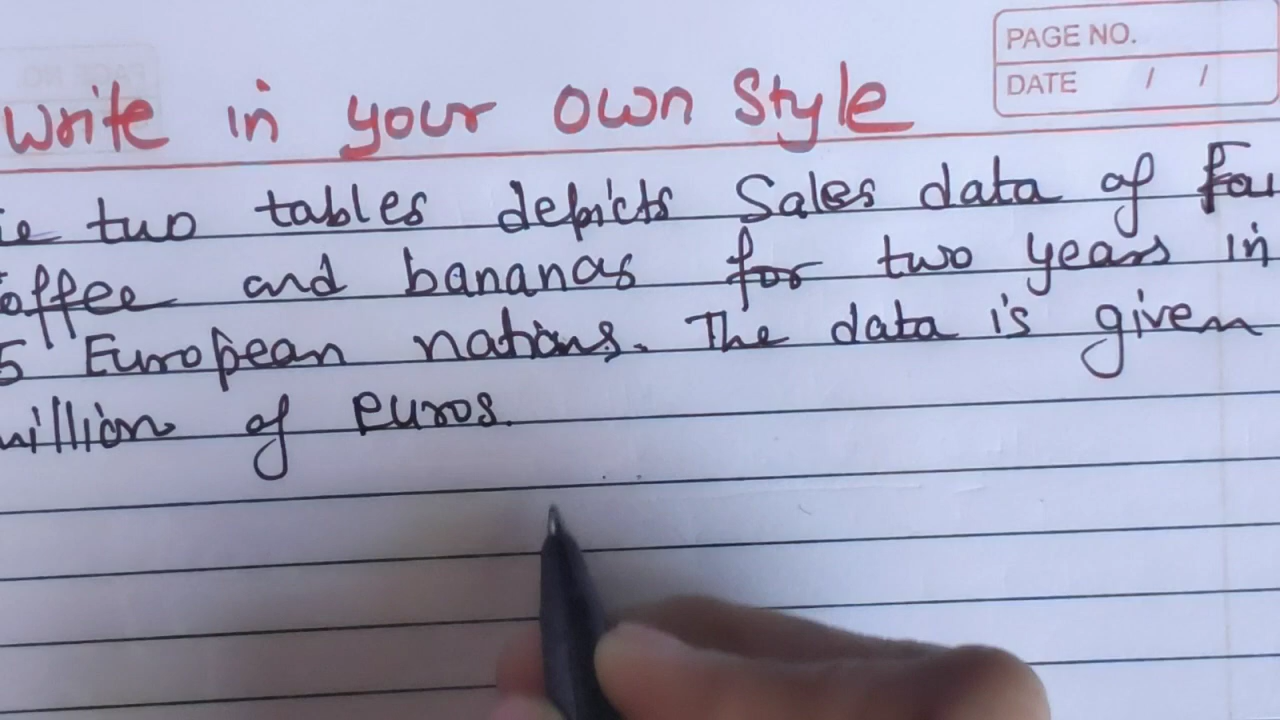 PAGE NO.
DATE / /
Write in your own Style
two tables depicts Sales data of
and bananas for two years in
5 European nations. The data is given
of euros.